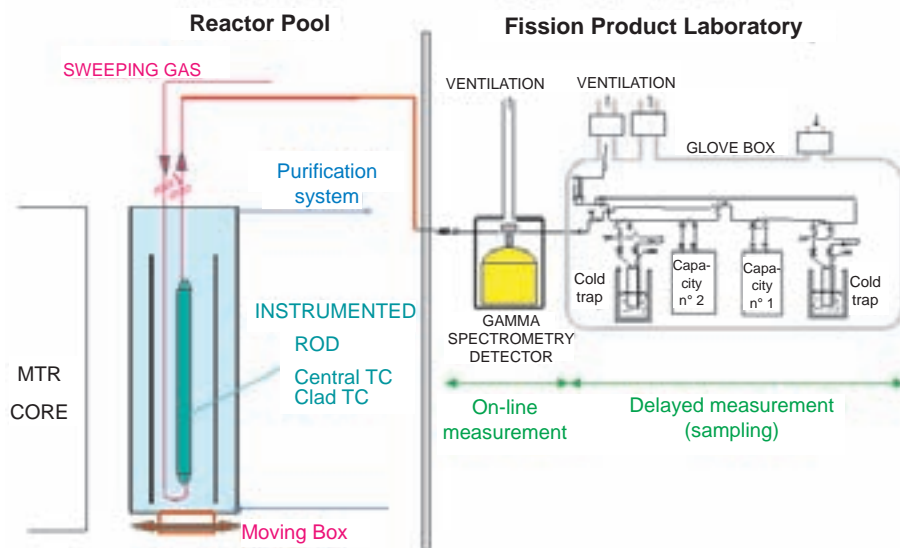 Reactor Pool
Fission Product Laboratory
SWEEPING GAS
VENTILATION
VENTILATION
GLOVE BOX
Purification
system
INSTRUMENTED
ROD
Central TC
Clad TC
MTR
CORE
Moving Box
GAMMA
SPECTROMETRY
DETECTOR
Cold
trap
Capa-
city
n° 2
Capa-
city
n° 1
Cold
trap
On-line
measurement
Delayed measurement
(sampling)